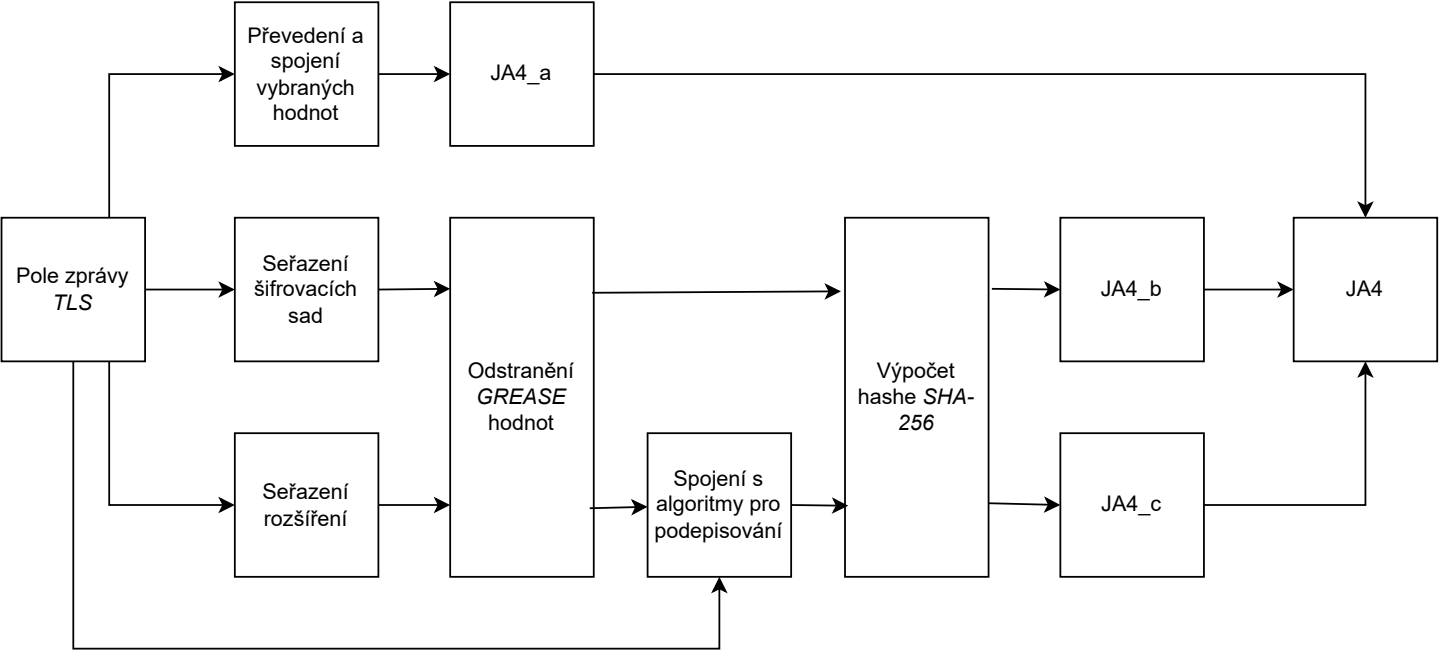 Převedení a
spojení
vybraných
hodnot
JA4_a
Pole zprávy
TLS
Seřazení
šifrovacích
sad
Odstranění
GREASE
hodnot
Výpočet
hashe SHA-
256
JA4_b
JA4
Seřazení
rozšíření
Spojení s
algoritmy pro
podepisování
JA4_c